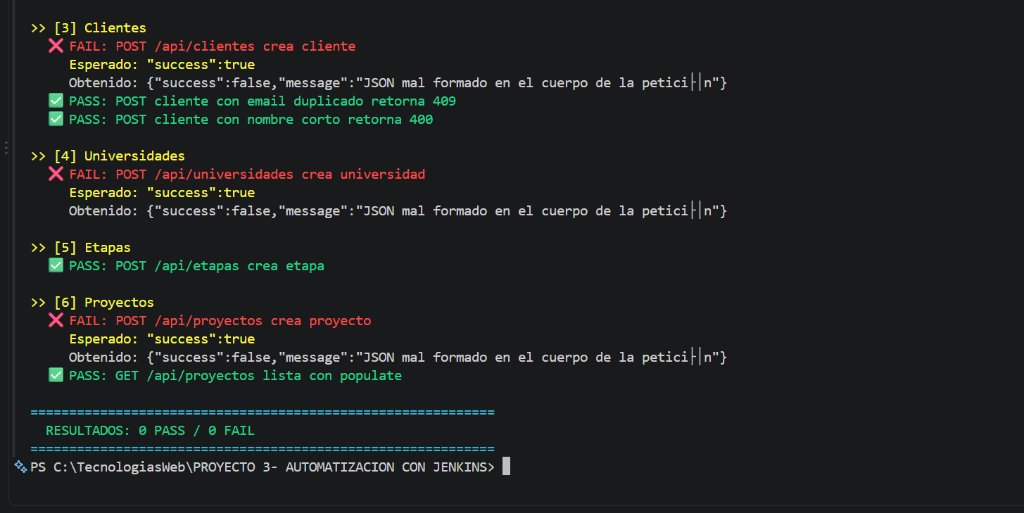 >> [3] Clientes
❌ FAIL: POST /api/clientes crea cliente
Esperado: "success":true
Obtenido: {"success":false,"message":"JSON mal formado en el cuerpo de la petici├│n"}
✅ PASS: POST cliente con email duplicado retorna 409
✅ PASS: POST cliente con nombre corto retorna 400
>> [4] Universidades
❌ FAIL: POST /api/universidades crea universidad
Esperado: "success":true
Obtenido: {"success":false,"message":"JSON mal formado en el cuerpo de la petici├│n"}
>> [5] Etapas
✅ PASS: POST /api/etapas crea etapa
>> [6] Proyectos
❌ FAIL: POST /api/proyectos crea proyecto
Esperado: "success":true
Obtenido: {"success":false,"message":"JSON mal formado en el cuerpo de la petici├│n"}
✅ PASS: GET /api/proyectos lista con populate
============================================================
RESULTADOS: 0 PASS / 0 FAIL
============================================================
PS C:\TecnologiasWeb\PROYECTO 3- AUTOMATIZACION CON JENKINS>